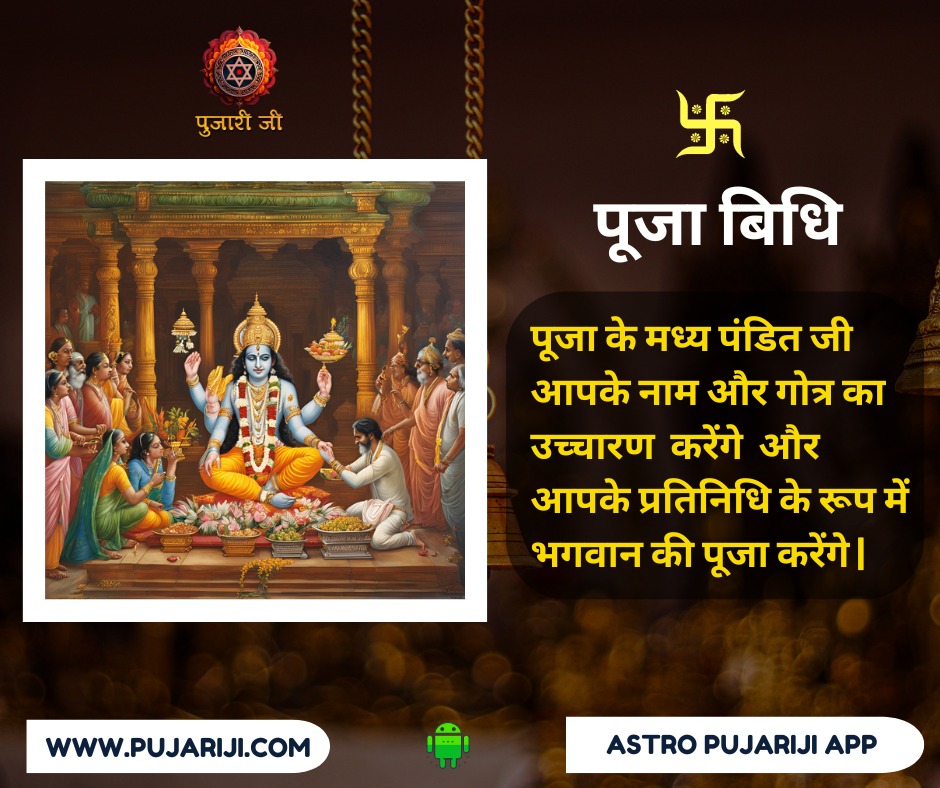 पुजारी जी
पूजा बिधि
पूजा के मध्य पंडित जी
आपके नाम और गोत्र का
उच्चारण करेंगे और
आपके प्रतिनिधि के रूप में
भगवान की पूजा करेंगे|
WWW.PUJARIJI.COM
ASTRO PUJARIJI APP